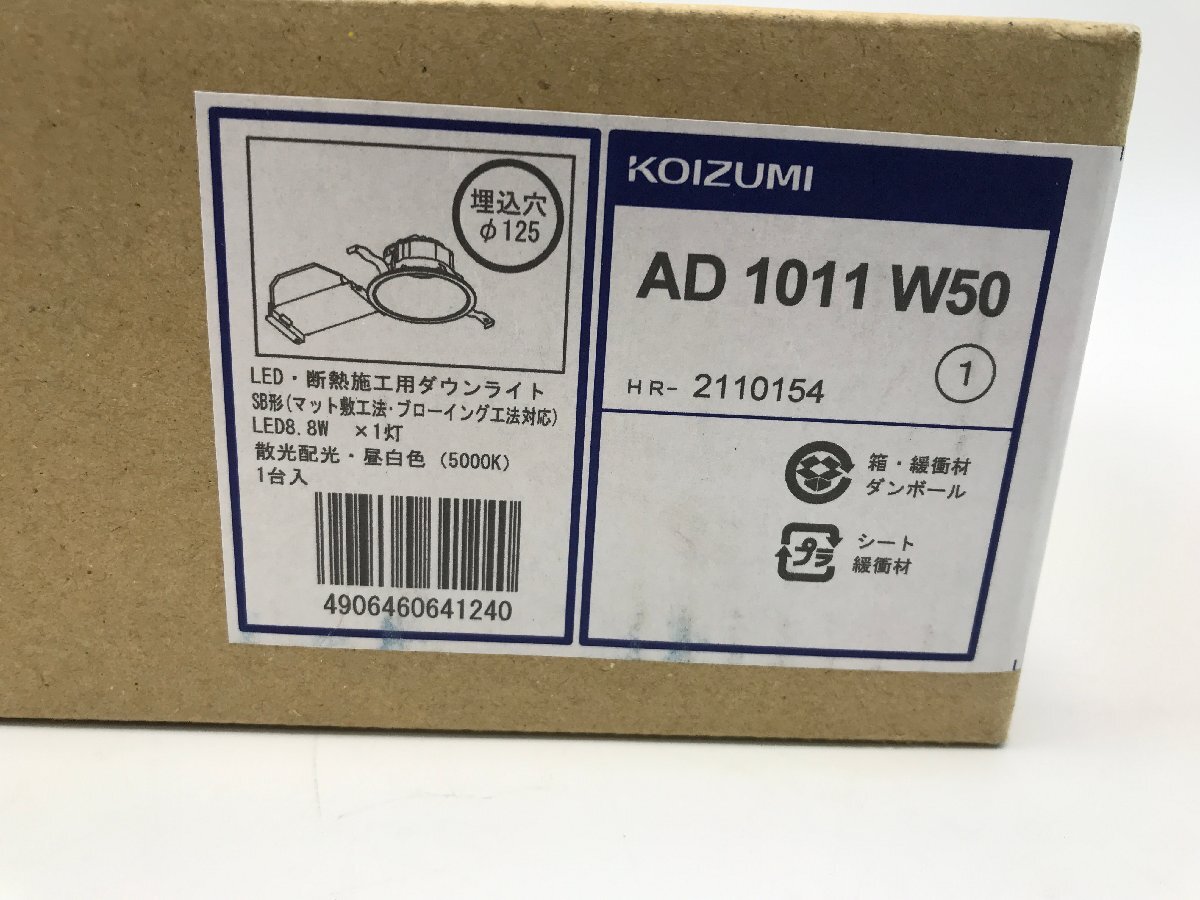 埋込穴
φ125
LED・断熱施工用ダウンライト
SB形(マット敷工法・ブローイング工法対応)
LED8.8W ×1灯
散光配光・昼白色 (5000K)
1台入
4906460641240
KOIZUMI
AD 1011 W50
HR- 2110154 1
箱・緩衝材
ダンボール
プラ
シート
緩衝材